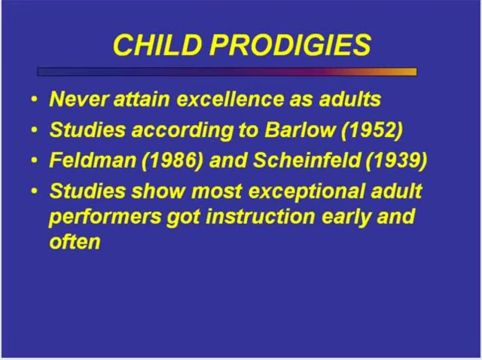 CHILD PRODIGIES
• Never attain excellence as adults
• Studies according to Barlow (1952)
• Feldman (1986) and Scheinfeld (1939)
• Studies show most exceptional adult
performers got instruction early and
often